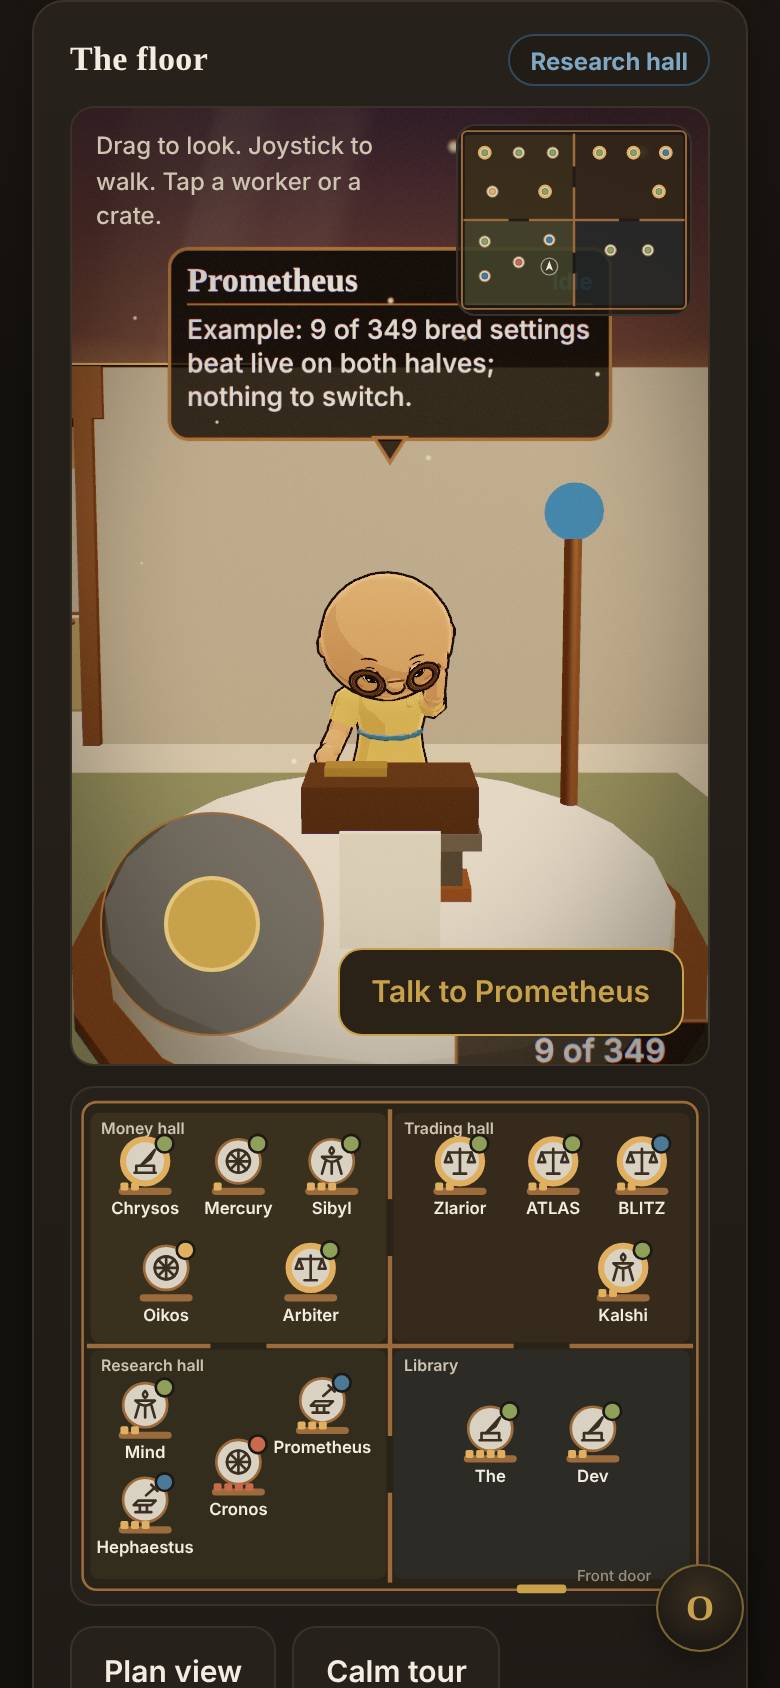 The floor
Research hall
Drag to look. Joystick to
walk. Tap a worker or a
crate.
Prometheus
Idle
Example: 9 of 349 bred settings
beat live on both halves;
nothing to switch.
Talk to Prometheus
9 of 349
Money hall
Trading hall
Chrysos
Mercury
Sibyl
Zlarior
ATLAS
BLITZ
Oikos
Arbiter
Kalshi
Research hall
Library
Mind
Prometheus
Cronos
The
Dev
Hephaestus
Front door
O
Plan view
Calm tour